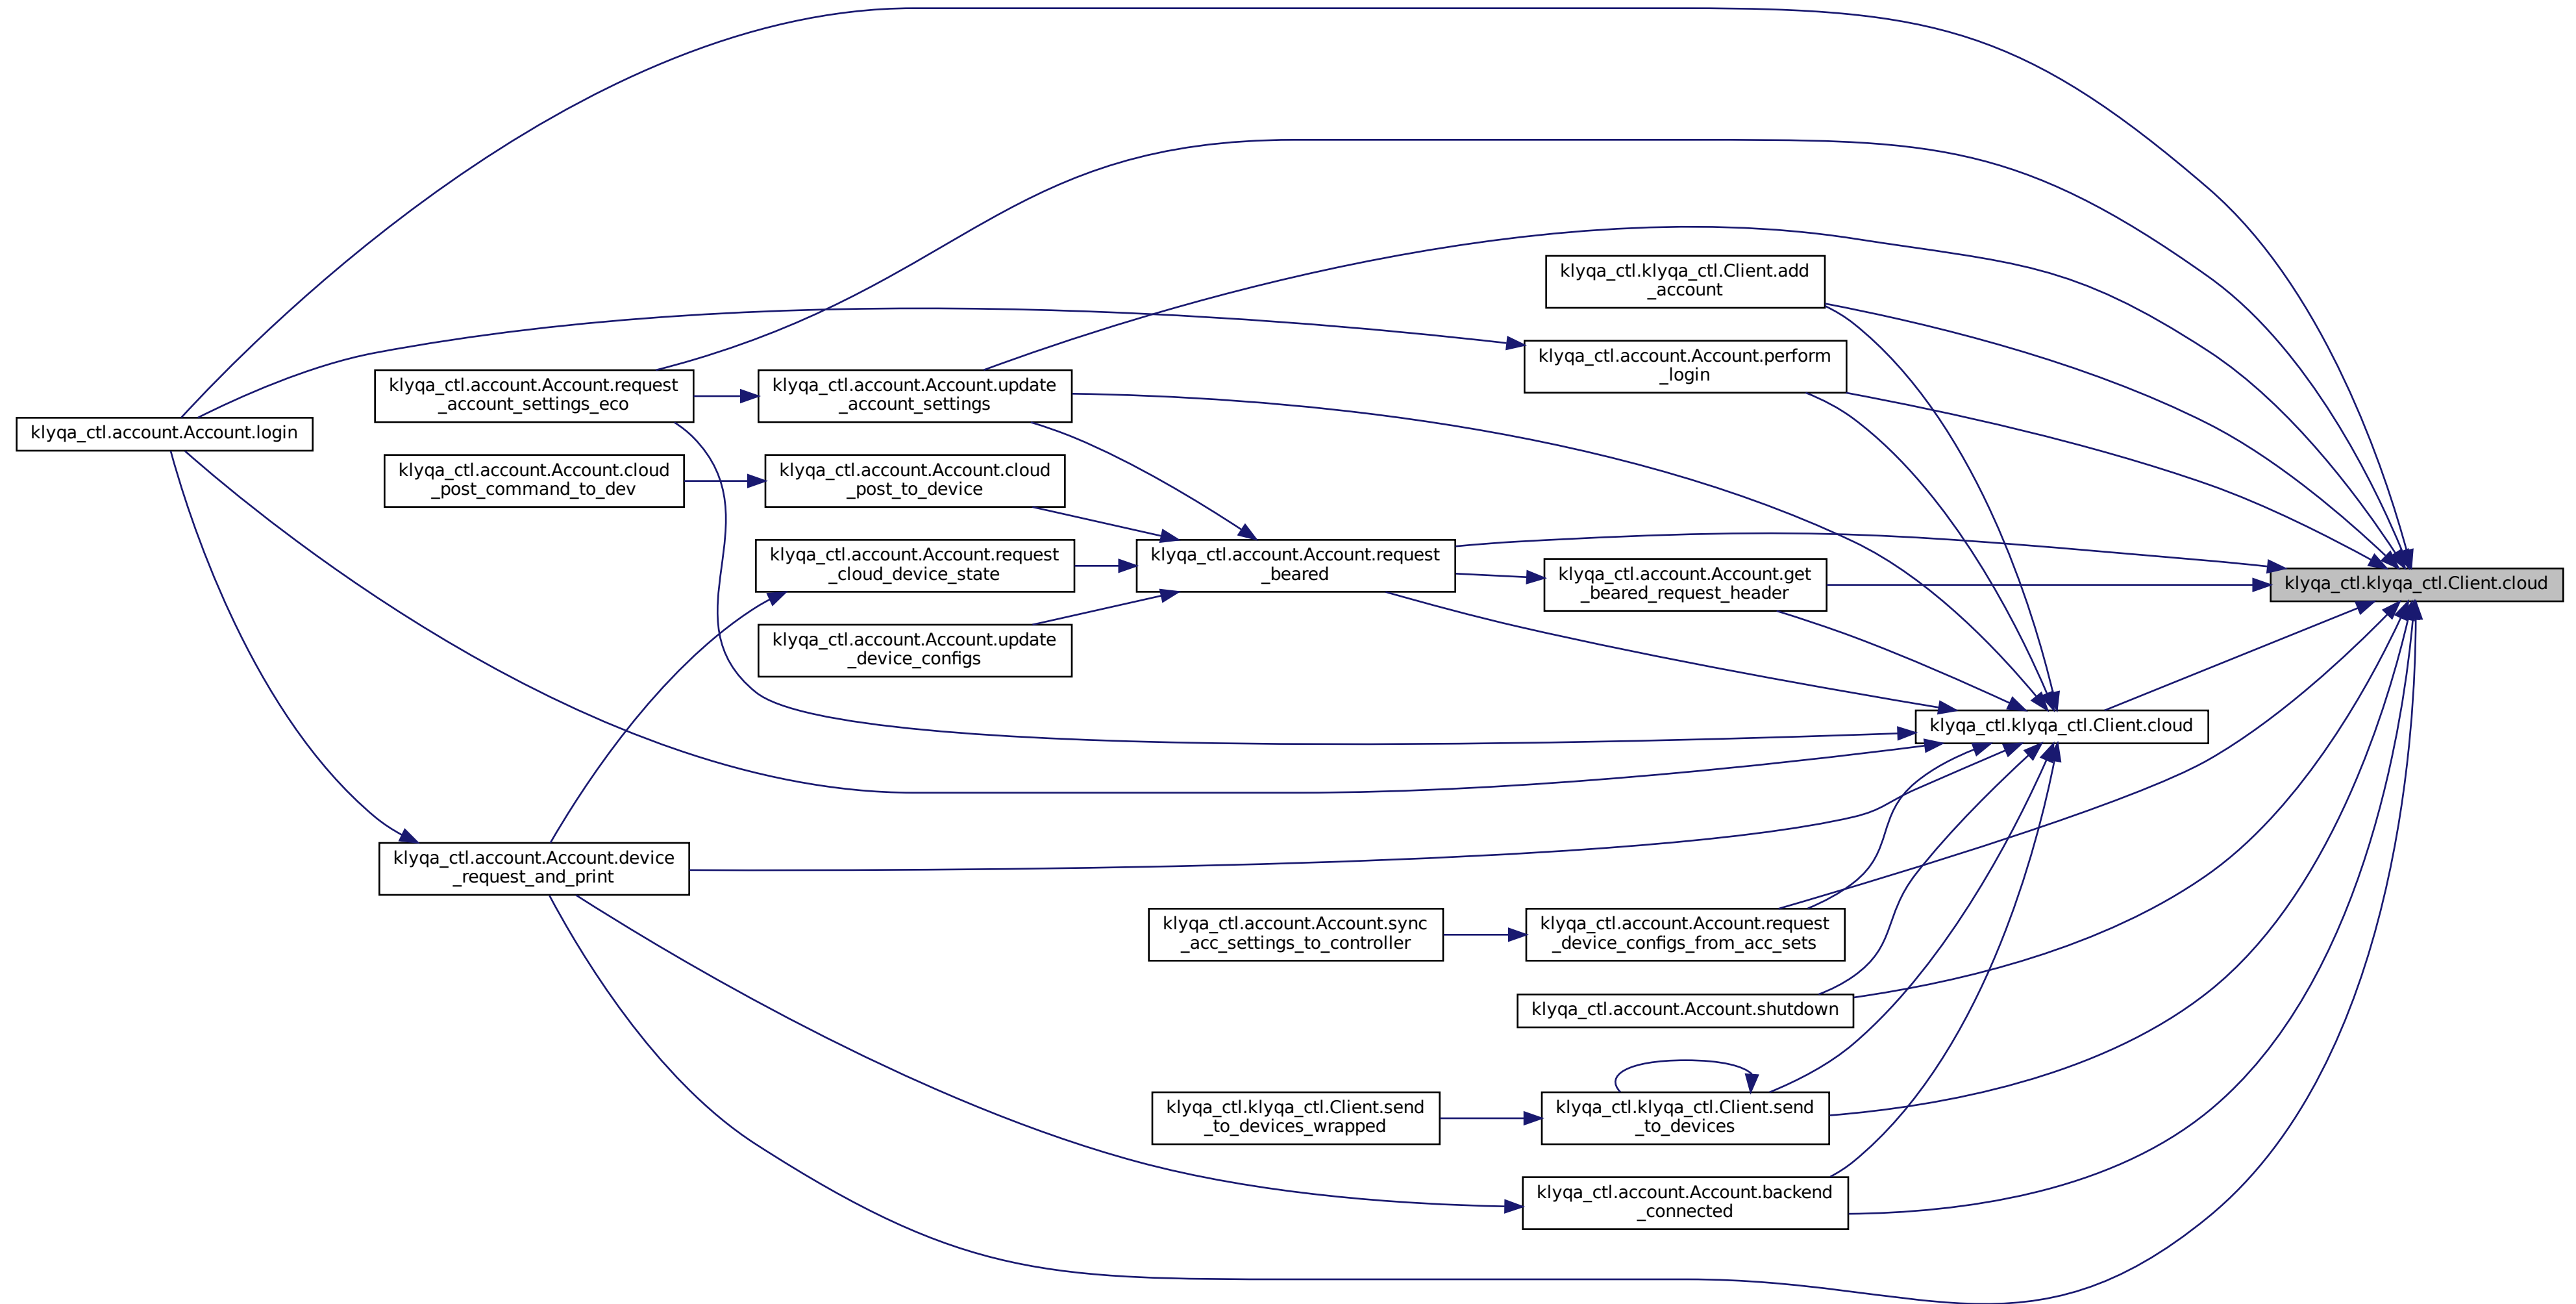 klyqa_ctl.klyqa_ctl.Client.add
_account
klyqa_ctl.account.Account.perform
_login
klyqa_ctl.account.Account.request
_account_settings_eco
klyqa_ctl.account.Account.update
_account_settings
klyqa_ctl.account.Account.login
klyqa_ctl.account.Account.cloud
_post_command_to_dev
klyqa_ctl.account.Account.cloud
_post_to_device
klyqa_ctl.account.Account.request
_cloud_device_state
klyqa_ctl.account.Account.request
_beared
klyqa_ctl.account.Account.get
_beared_request_header
klyqa_ctl.klyqa_ctl.Client.cloud
klyqa_ctl.account.Account.update
_device_configs
klyqa_ctl.klyqa_ctl.Client.cloud
klyqa_ctl.account.Account.device
_request_and_print
klyqa_ctl.account.Account.sync
_acc_settings_to_controller
klyqa_ctl.account.Account.request
_device_configs_from_acc_sets
klyqa_ctl.account.Account.shutdown
klyqa_ctl.klyqa_ctl.Client.send
_to_devices_wrapped
klyqa_ctl.klyqa_ctl.Client.send
_to_devices
klyqa_ctl.account.Account.backend
_connected